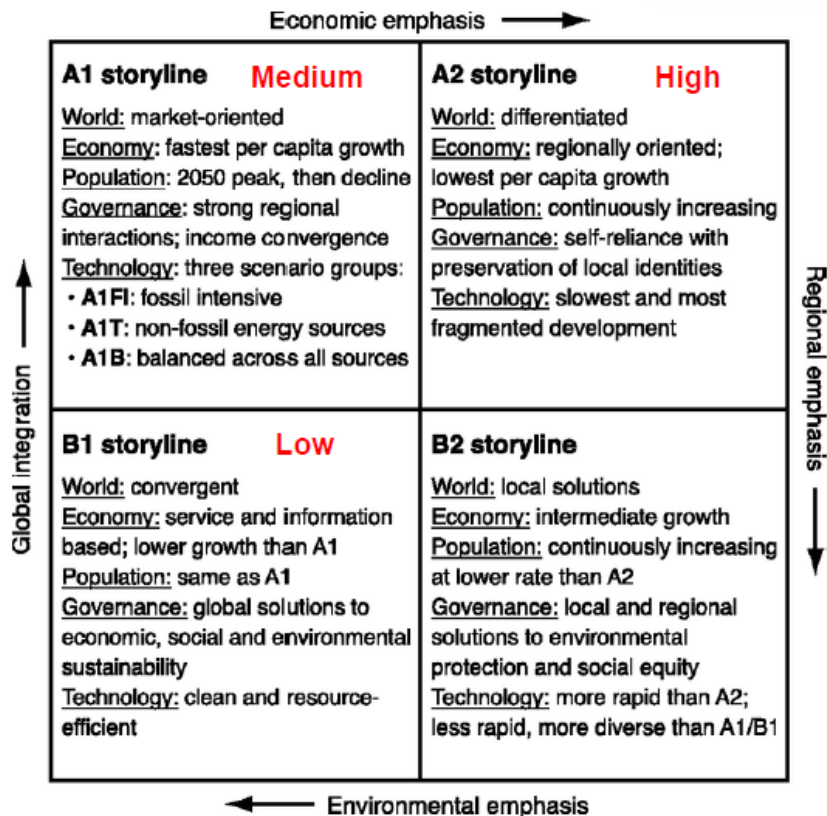 Economic emphasis
A1 storyline Medium
World: market-oriented
Economy: fastest per capita growth
Population: 2050 peak, then decline
Governance: strong regional
interactions; income convergence
Technology: three scenario groups:
• A1FI: fossil intensive
• A1T: non-fossil energy sources
• A1B: balanced across all sources
A2 storyline High
World: differentiated
Economy: regionally oriented;
lowest per capita growth
Population: continuously increasing
Governance: self-reliance with
preservation of local identities
Technology: slowest and most
fragmented development
Global integration
Regional emphasis
B1 storyline Low
World: convergent
Economy: service and information
based; lower growth than A1
Population: same as A1
Governance: global solutions to
economic, social and environmental
sustainability
Technology: clean and resource-
efficient
B2 storyline
World: local solutions
Economy: intermediate growth
Population: continuously increasing
at lower rate than A2
Governance: local and regional
solutions to environmental
protection and social equity
Technology: more rapid than A2;
less rapid, more diverse than A1/B1
Environmental emphasis